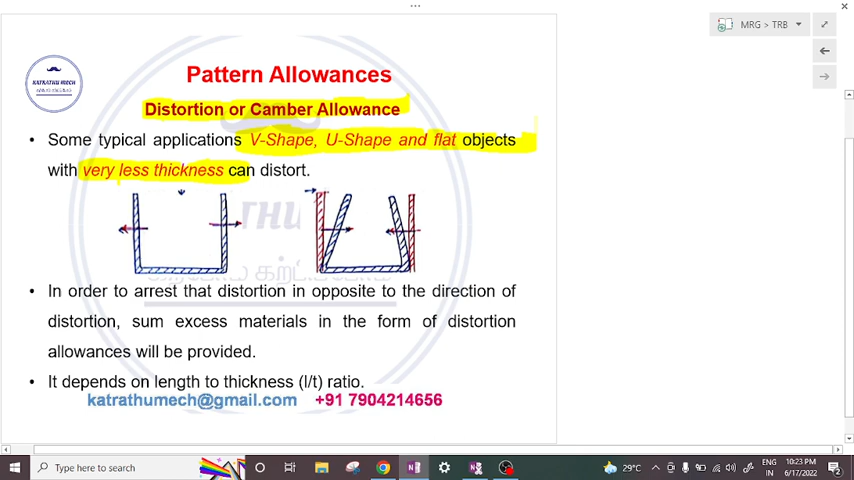 MRG > TRB
KATRATHU MECH
Pattern Allowances
Distortion or Camber Allowance
• Some typical applications V-Shape, U-Shape and flat objects
with very less thickness can distort.
• In order to arrest that distortion in opposite to the direction of
distortion, sum excess materials in the form of distortion
allowances will be provided.
• It depends on length to thickness (l/t) ratio.
katrathumech@gmail.com +91 7904214656
Type here to search
29°C
ENG
IN
10:23 PM
6/17/2022
2